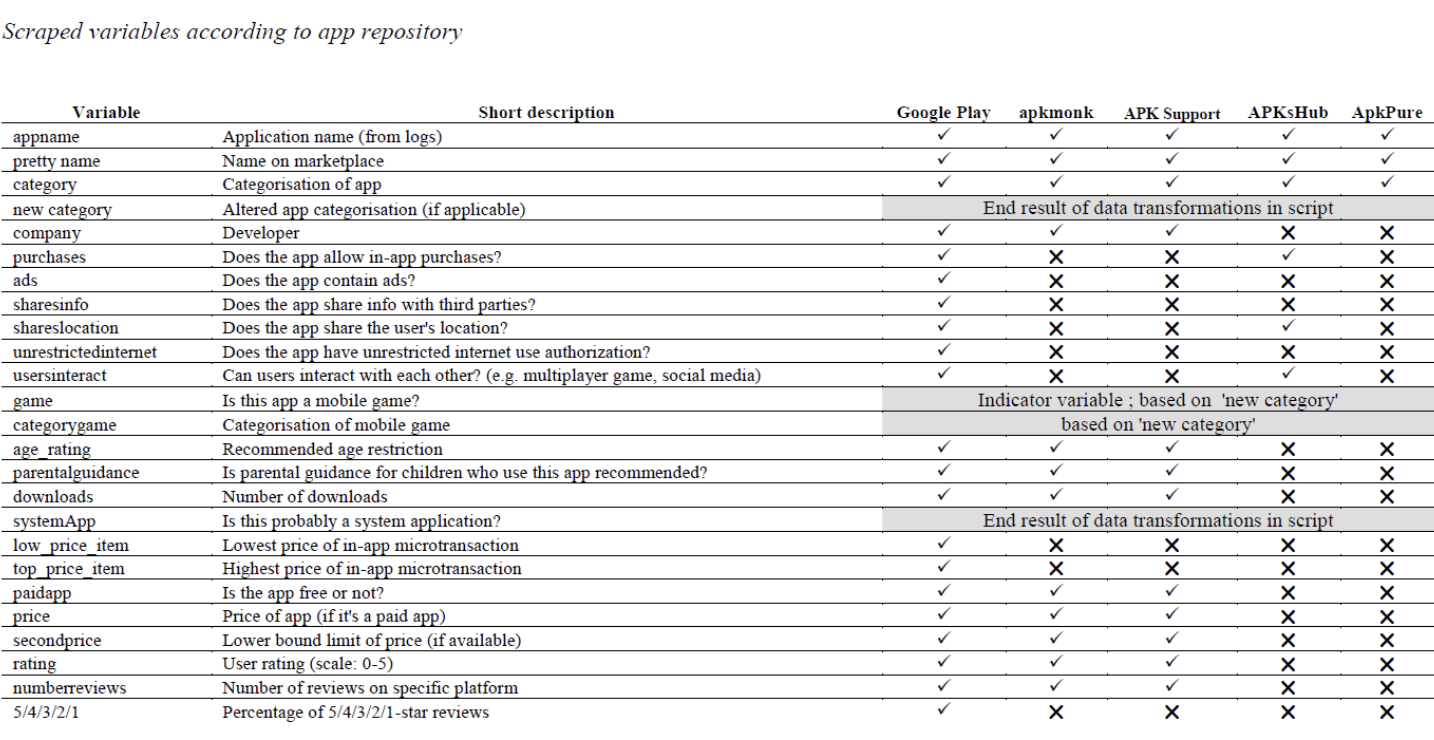 Scraped variables according to app repository
Variable Short description Google Play apkmonk APK Support APKsHub ApkPure
appname Application name (from logs) ✓ ✓ ✓ ✓ ✓
pretty name Name on marketplace ✓ ✓ ✓ ✓ ✓
category Categorisation of app ✓ ✓ ✓ ✓ ✓
new category Altered app categorisation (if applicable) End result of data transformations in script
company Developer ✓ ✓ ✓ ✕ ✕
purchases Does the app allow in-app purchases? ✓ ✕ ✕ ✓ ✕
ads Does the app contain ads? ✓ ✕ ✕ ✕ ✕
sharesinfo Does the app share info with third parties? ✓ ✕ ✕ ✕ ✕
shareslocation Does the app share the user's location? ✓ ✕ ✕ ✓ ✕
unrestrictedinternet Does the app have unrestricted internet use authorization? ✓ ✕ ✕ ✕ ✕
usersinteract Can users interact with each other? (e.g. multiplayer game, social media) ✓ ✕ ✕ ✓ ✕
game Is this app a mobile game? Indicator variable ; based on 'new category'
categorygame Categorisation of mobile game based on 'new category'
age_rating Recommended age restriction ✓ ✓ ✓ ✕ ✕
parentalguidance Is parental guidance for children who use this app recommended? ✓ ✓ ✓ ✕ ✕
downloads Number of downloads ✓ ✓ ✓ ✕ ✕
systemApp Is this probably a system application? End result of data transformations in script
low_price_item Lowest price of in-app microtransaction ✓ ✕ ✕ ✕ ✕
top_price_item Highest price of in-app microtransaction ✓ ✕ ✕ ✕ ✕
paidapp Is the app free or not? ✓ ✓ ✓ ✕ ✕
price Price of app (if it's a paid app) ✓ ✓ ✓ ✕ ✕
secondprice Lower bound limit of price (if available) ✓ ✓ ✓ ✕ ✕
rating User rating (scale: 0-5) ✓ ✓ ✓ ✕ ✕
numberreviews Number of reviews on specific platform ✓ ✓ ✓ ✕ ✕
5/4/3/2/1 Percentage of 5/4/3/2/1-star reviews ✓ ✕ ✕ ✕ ✕